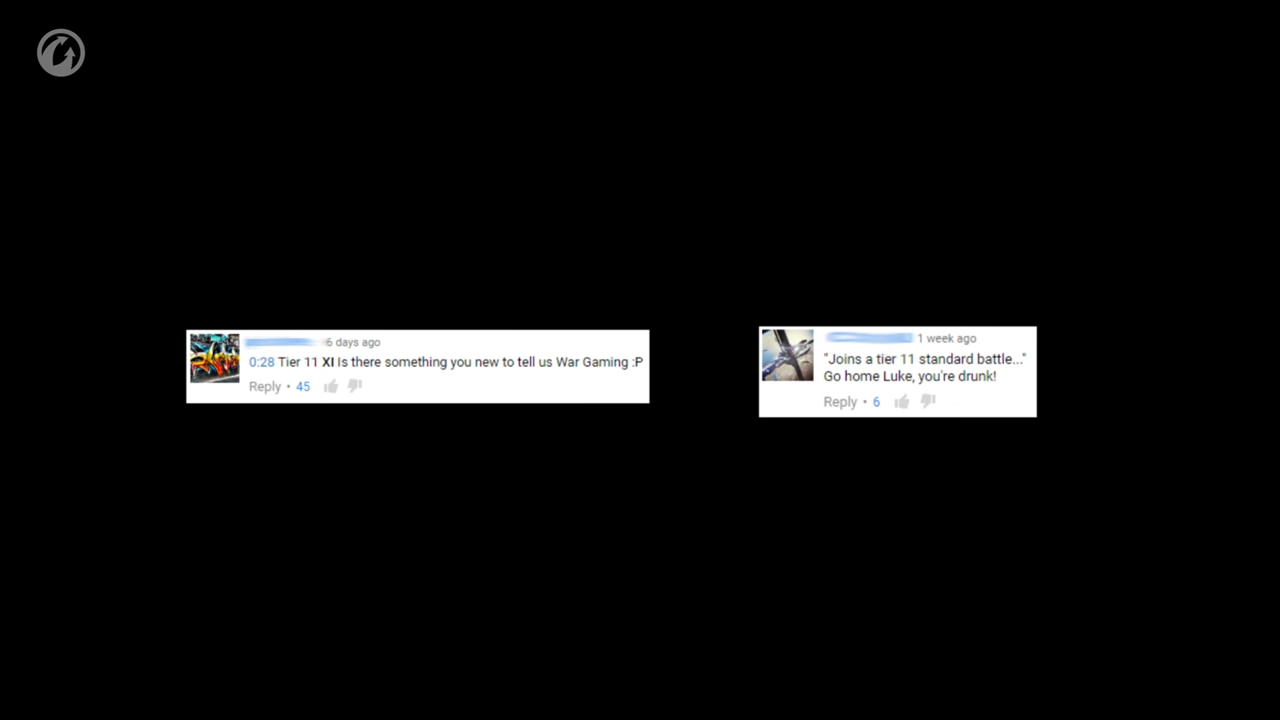 6 days ago
0:28 Tier 11 XI Is there something you new to tell us War Gaming :P
Reply • 45
1 week ago
"Joins a tier 11 standard battle..."
Go home Luke, you're drunk!
Reply • 6